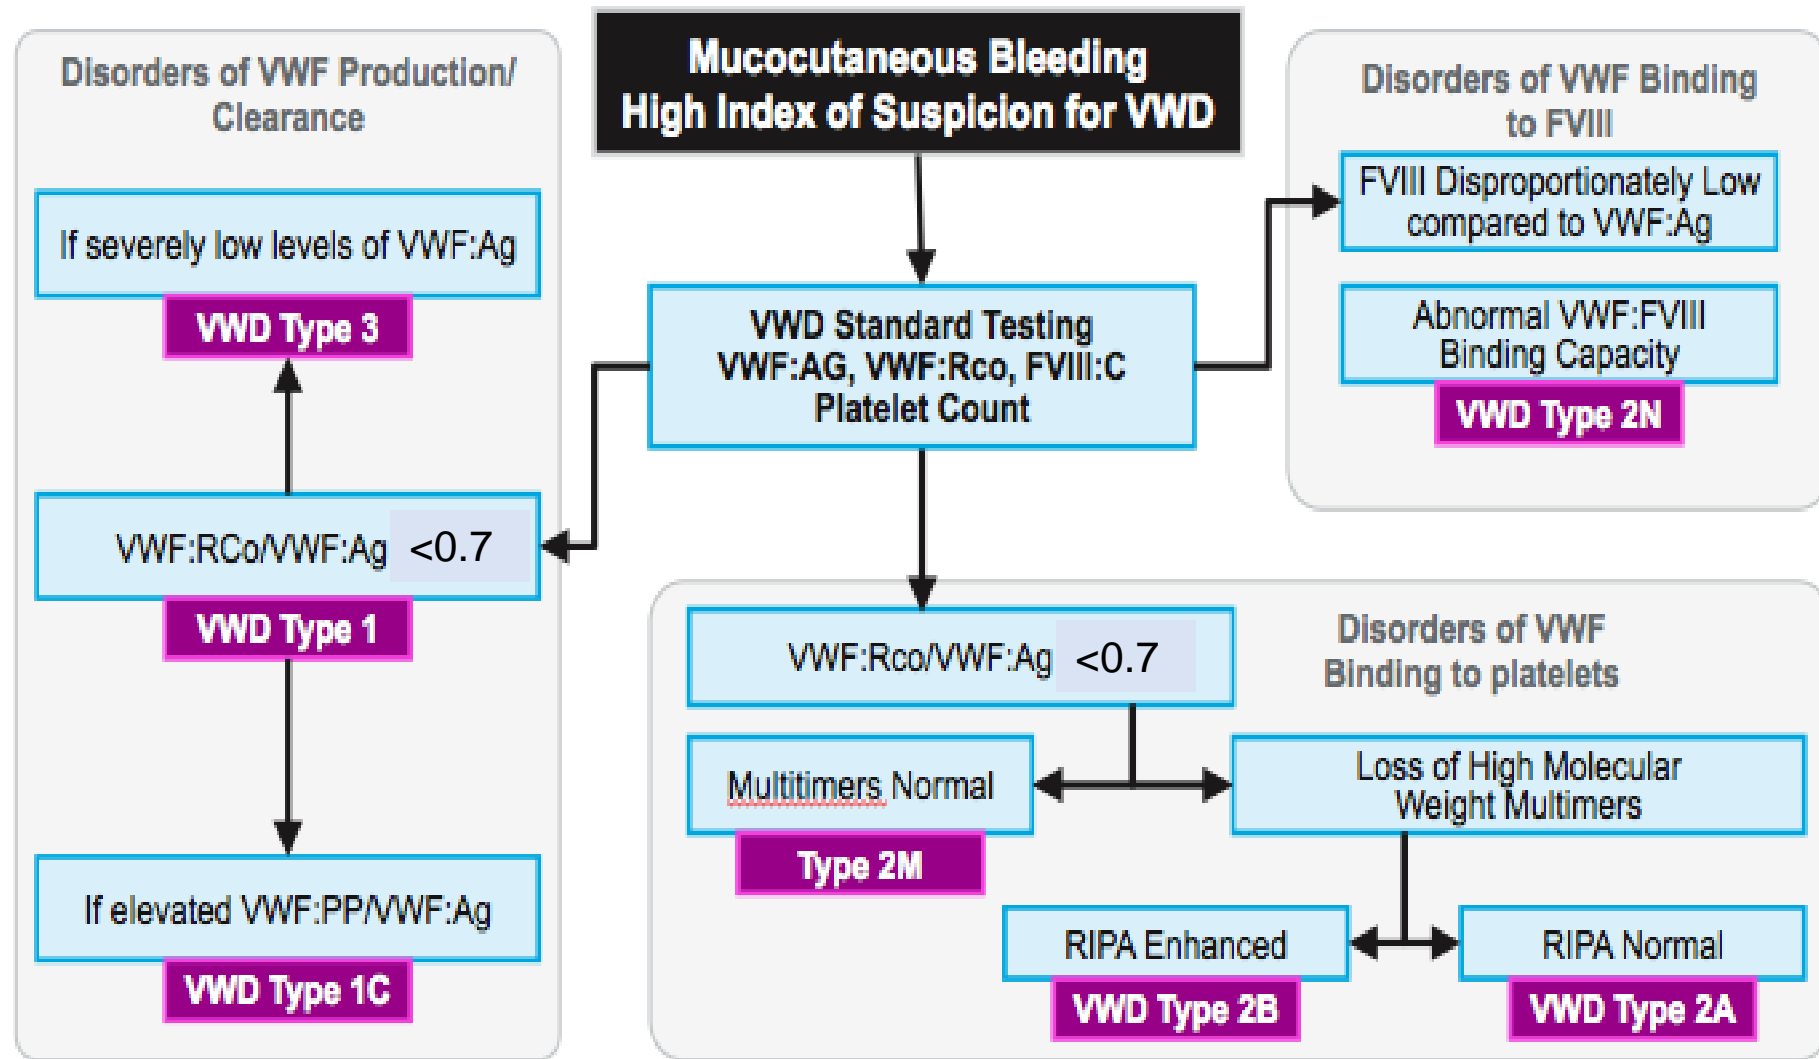 Mucocutaneous Bleeding
High Index of Suspicion for VWD
Disorders of VWF Production/
Clearance
If severely low levels of VWF:Ag
VWD Type 3
VWF:RCo/VWF:Ag <0.7
VWD Type 1
If elevated VWF:PP/VWF:Ag
VWD Type 1C
VWD Standard Testing
VWF:AG, VWF:Rco, FVIII:C
Platelet Count
Disorders of VWF Binding
to FVIII
FVIII Disproportionately Low
compared to VWF:Ag
Abnormal VWF:FVIII
Binding Capacity
VWD Type 2N
Disorders of VWF
Binding to platelets
VWF:Rco/VWF:Ag <0.7
Multitimers Normal
Type 2M
Loss of High Molecular
Weight Multimers
RIPA Enhanced
VWD Type 2B
RIPA Normal
VWD Type 2A